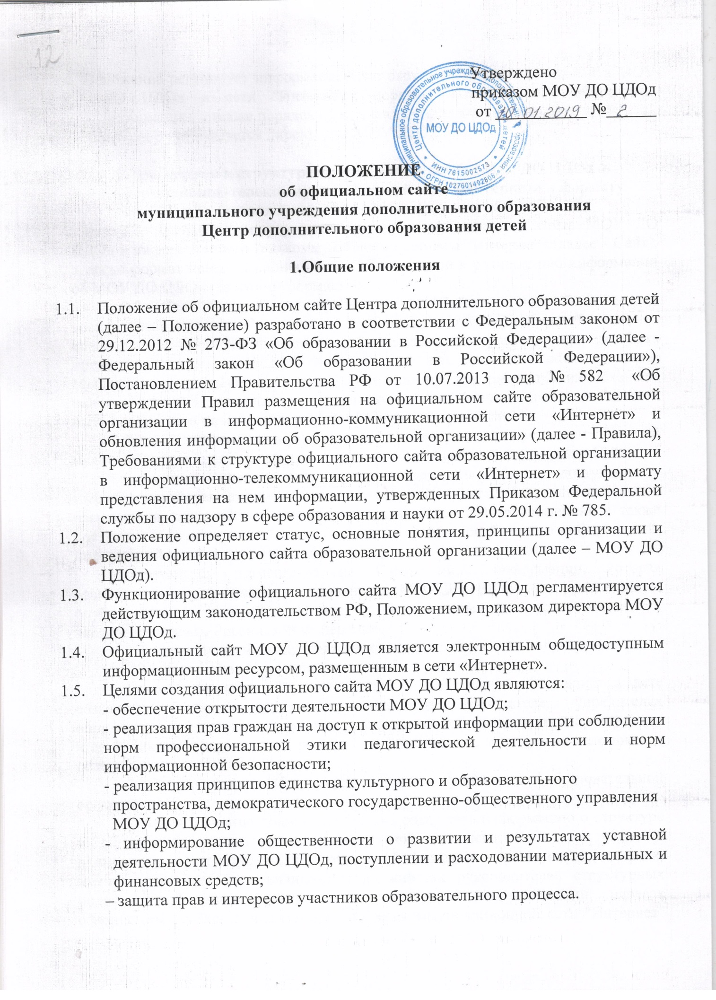 12
Утверждено
приказом МОУ ДО ЦДОд
от 10.01.2019 № 2
Муниципальное образовательное учреждение дополнительного образования
Центр дополнительного образования детей
МОУ ДО ЦДОд
* ИНН 7615002573 *
* ОГРН 1027601492806 *
ПОЛОЖЕНИЕ
об официальном сайте
муниципального учреждения дополнительного образования
Центр дополнительного образования детей
1.Общие положения
1.1. Положение об официальном сайте Центра дополнительного образования детей
(далее – Положение) разработано в соответствии с Федеральным законом от
29.12.2012 № 273-ФЗ «Об образовании в Российской Федерации» (далее -
Федеральный закон «Об образовании в Российской Федерации»),
Постановлением Правительства РФ от 10.07.2013 года № 582 «Об
утверждении Правил размещения на официальном сайте образовательной
организации в информационно-коммуникационной сети «Интернет» и
обновления информации об образовательной организации» (далее - Правила),
Требованиями к структуре официального сайта образовательной организации
в информационно-телекоммуникационной сети «Интернет» и формату
представления на нем информации, утвержденных Приказом Федеральной
службы по надзору в сфере образования и науки от 29.05.2014 г. № 785.
1.2. Положение определяет статус, основные понятия, принципы организации и
ведения официального сайта образовательной организации (далее – МОУ ДО
ЦДОд).
1.3. Функционирование официального сайта МОУ ДО ЦДОд регламентируется
действующим законодательством РФ, Положением, приказом директора МОУ
ДО ЦДОд.
1.4. Официальный сайт МОУ ДО ЦДОд является электронным общедоступным
информационным ресурсом, размещенным в сети «Интернет».
1.5. Целями создания официального сайта МОУ ДО ЦДОд являются:
- обеспечение открытости деятельности МОУ ДО ЦДОд;
- реализация прав граждан на доступ к открытой информации при соблюдении
норм профессиональной этики педагогической деятельности и норм
информационной безопасности;
- реализация принципов единства культурного и образовательного
пространства, демократического государственно-общественного управления
МОУ ДО ЦДОд;
- информирование общественности о развитии и результатах уставной
деятельности МОУ ДО ЦДОд, поступлении и расходовании материальных и
финансовых средств;
– защита прав и интересов участников образовательного процесса.